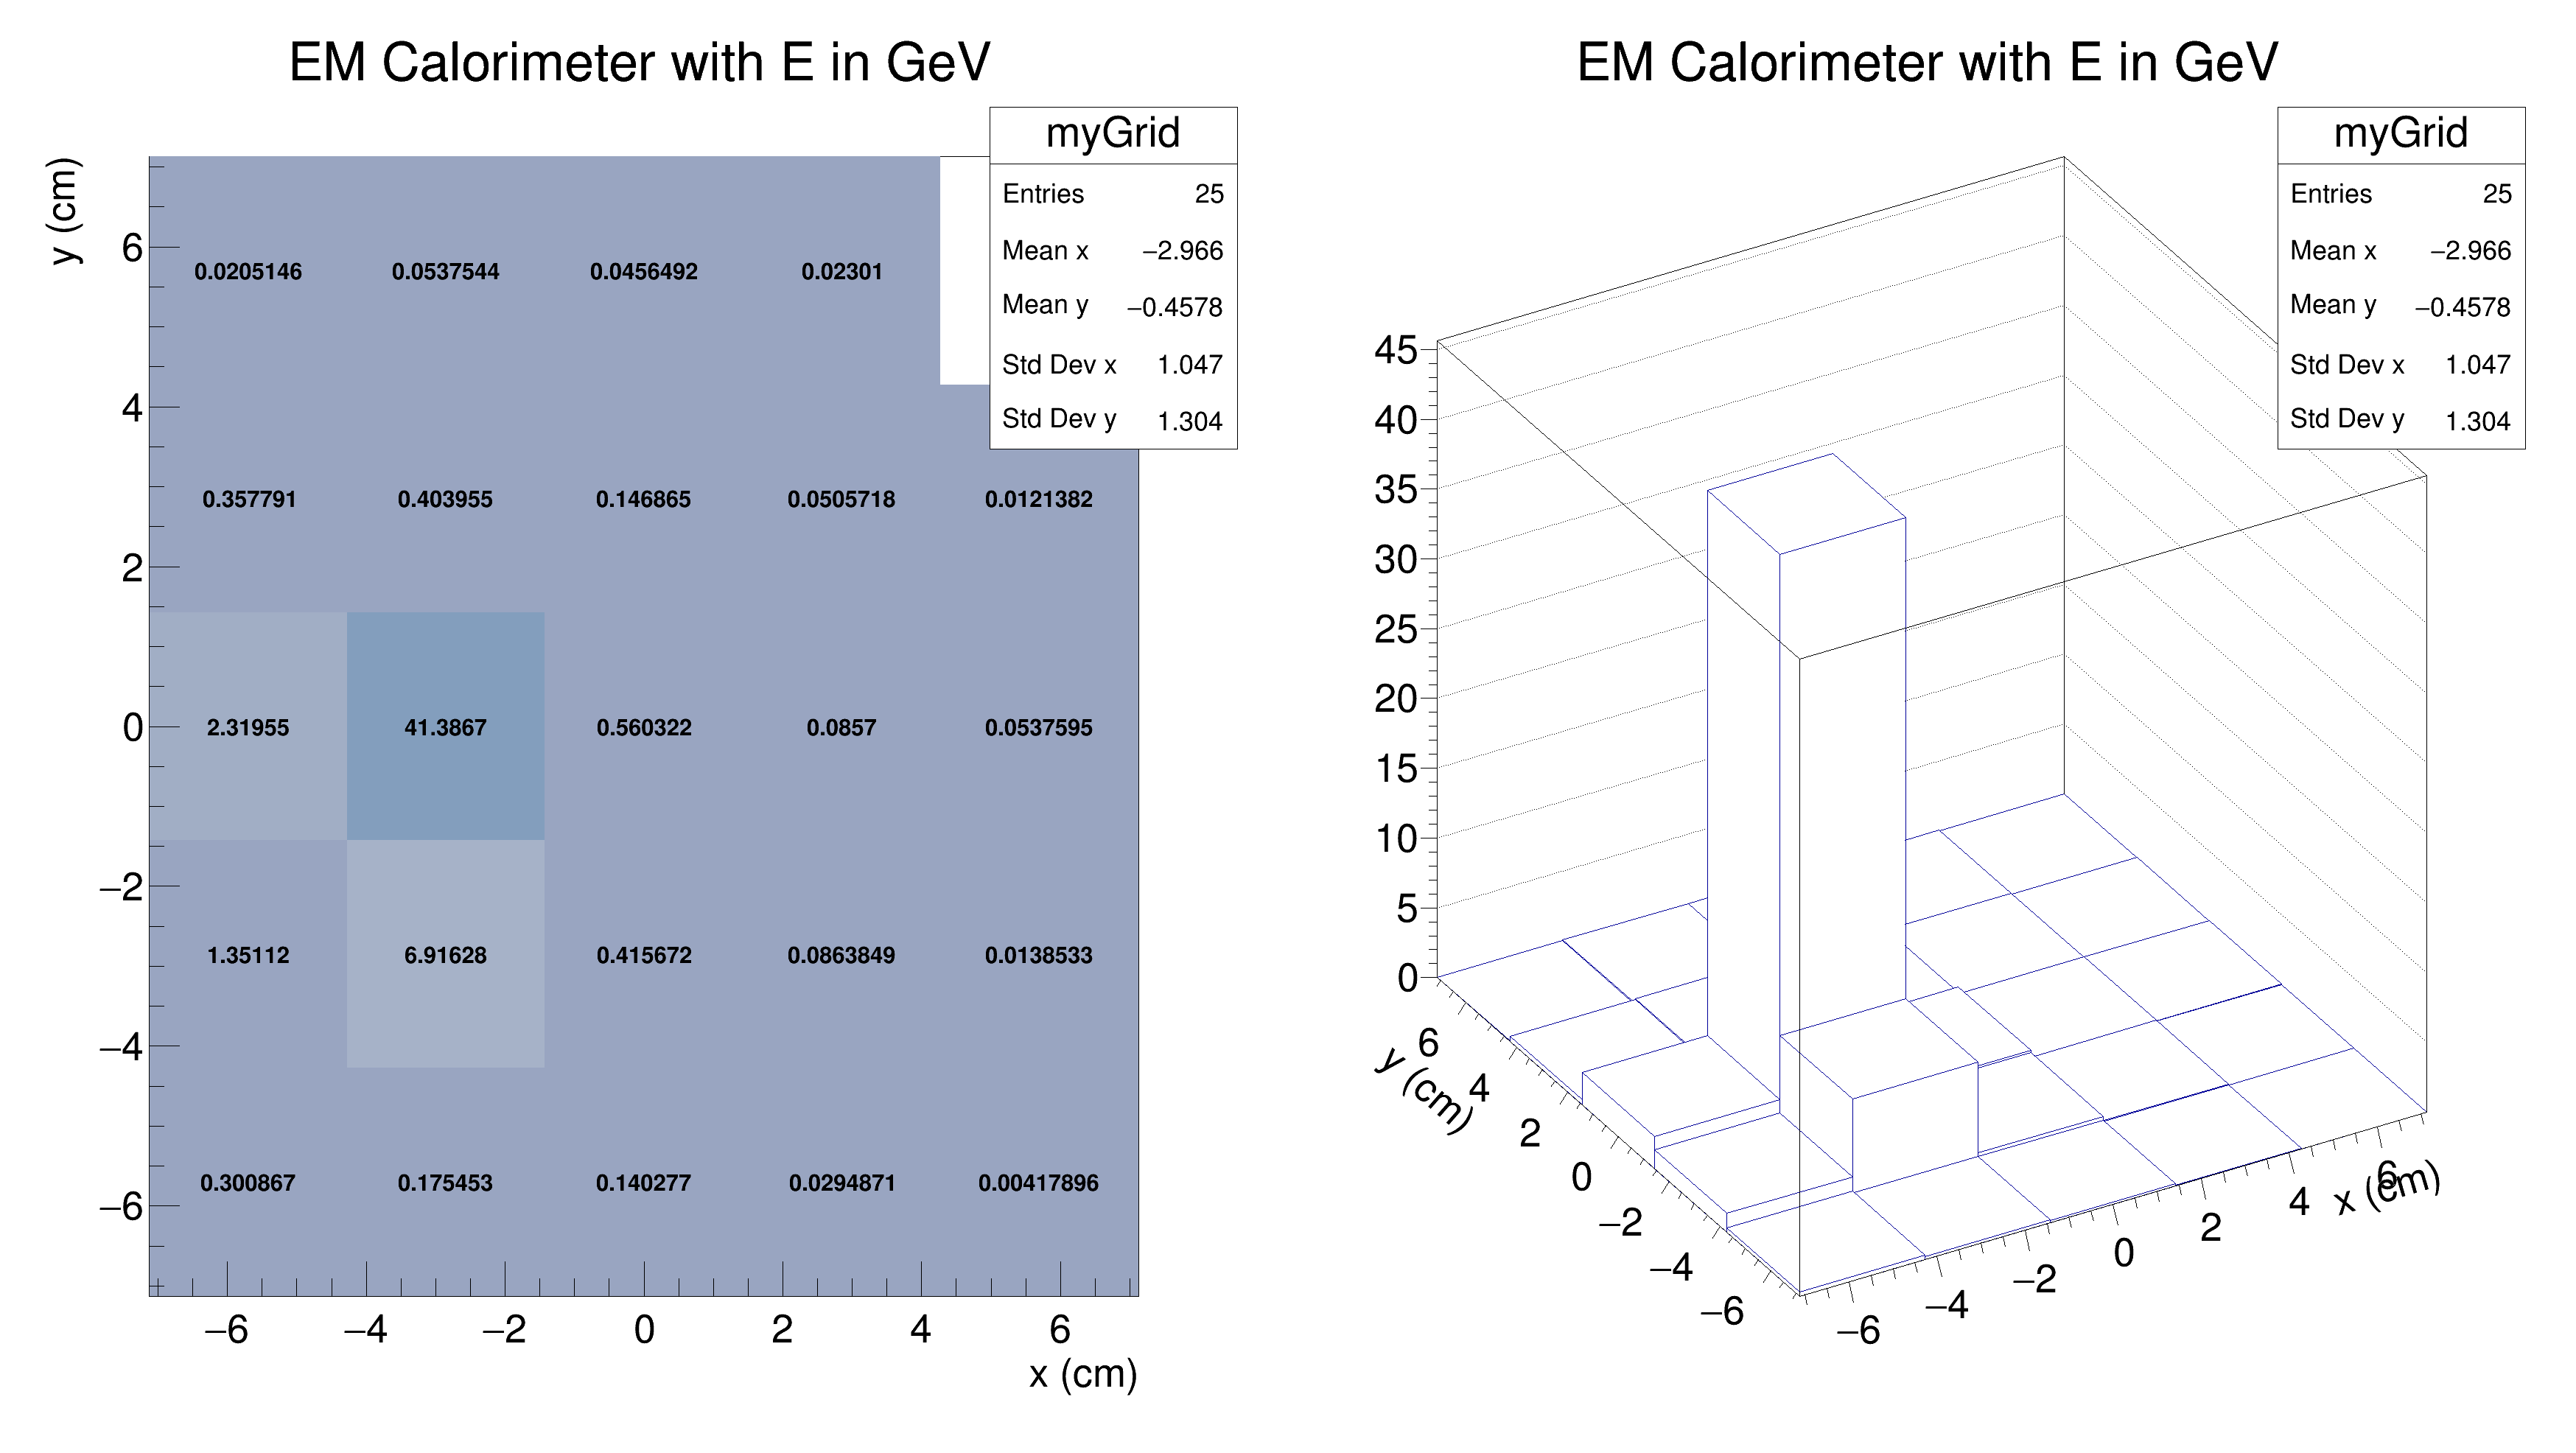 EM Calorimeter with E in GeV
myGrid
Entries 25
Mean x −2.966
Mean y −0.4578
Std Dev x 1.047
Std Dev y 1.304
y (cm)
6
4
2
0
−2
−4
−6
0.0205146 0.0537544 0.0456492 0.02301
0.357791 0.403955 0.146865 0.0505718 0.0121382
2.31955 41.3867 0.560322 0.0857 0.0537595
1.35112 6.91628 0.415672 0.0863849 0.0138533
0.300867 0.175453 0.140277 0.0294871 0.00417896
−6 −4 −2 0 2 4 6
x (cm)
EM Calorimeter with E in GeV
myGrid
Entries 25
Mean x −2.966
Mean y −0.4578
Std Dev x 1.047
Std Dev y 1.304
45
40
35
30
25
20
15
10
5
0
y (cm)
6
4
2
0
−2
−4
−6
−6 −4 −2 0 2 4 6
x (cm)